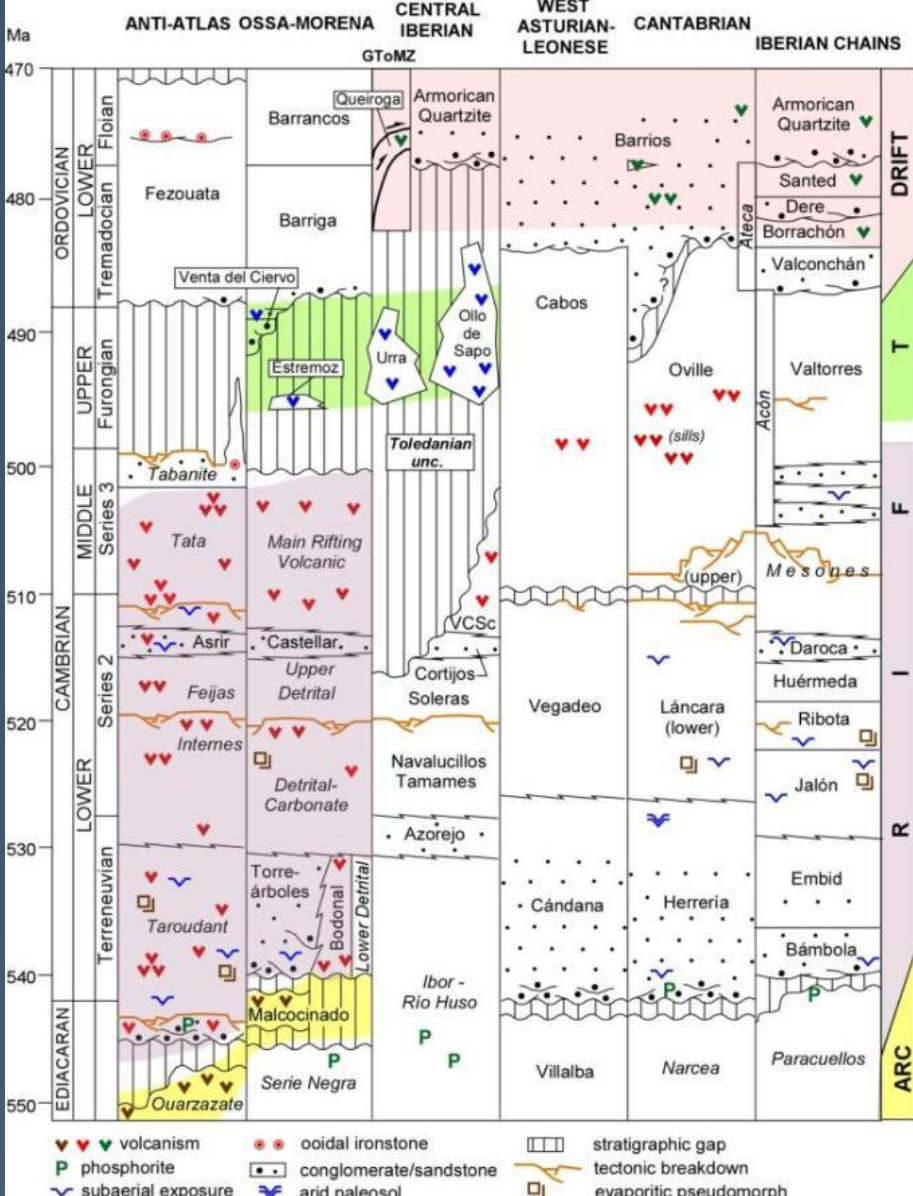 Ma
ANTI-ATLAS
OSSA-MORENA
CENTRAL
IBERIAN
GToMZ
WEST
ASTURIAN-
LEONESE
CANTABRIAN
IBERIAN CHAINS
470
480
490
500
510
520
530
540
550
ORDOVICIAN
LOWER
Floian
Tremadocian
CAMBRIAN
UPPER
Furongian
MIDDLE
Series 3
LOWER
Series 2
Terreneuvian
EDIACARAN
Fezouata
Tabanite
Tata
Asrir
Feijas
Internes
Taroudant
P
Ouarzazate
Barrancos
Barriga
Venta del Ciervo
Estremoz
Main Rifting
Volcanic
Castellar
Upper
Detrital
Detrital-
Carbonate
Torre-
árboles
Bodonal
Lower Detrital
Malcocinado
P
Serie Negra
Queiroga
Armorican
Quartzite
Urra
Ollo
de
Sapo
Toledanian
unc.
VCSc
Cortijos
Soleras
Navalucillos
Tamames
Azorejo
Ibor -
Río Huso
P
P
Cabos
Vegadeo
Cándana
Villalba
Barrios
?
Oville
(sills)
(upper)
Láncara
(lower)
Herrería
P
Narcea
Armorican
Quartzite
Santed
Dere
Borrachón
Ateca
Valconchán
Valtorres
Acón
Mesones
Daroca
Huérmeda
Ribota
Jalón
Embid
Bámbola
P
Paracuellos
DRIFT
T
F
I
R
ARC
volcanism
P phosphorite
subaerial exposure
ooidal ironstone
conglomerate/sandstone
arid paleosol
stratigraphic gap
tectonic breakdown
evaporitic pseudomorph